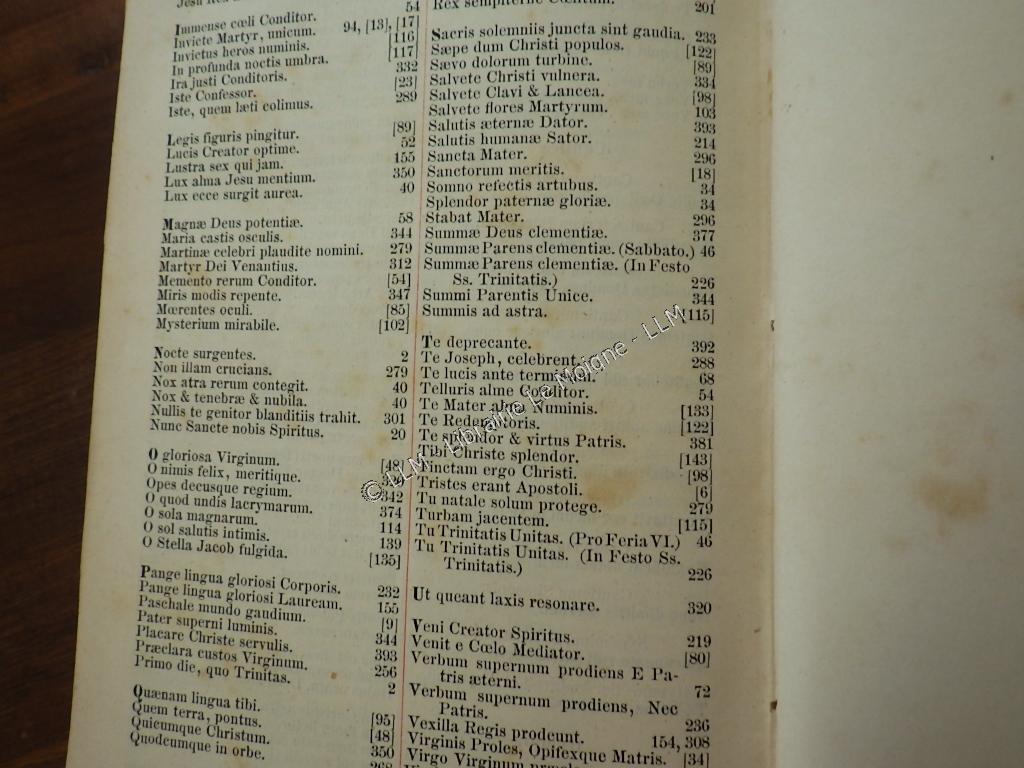 54
Immense cœli Conditor. 94, [13], [17]
Invicte Martyr, unicum. [116]
Invictus heros numinis. [117]
In profunda noctis umbra. 332
Ira justi Conditoris. [23]
Iste Confessor. 289
Iste, quem læti colimus.
Legis figuris pingitur. [89]
Lucis Creator optime. 52
Lustra sex qui jam. 155
Lux alma Jesu mentium. 350
Lux ecce surgit aurea. 40
Magnæ Deus potentiæ. 58
Maria castis osculis. 344
Martinæ celebri plaudite nomini. 279
Martyr Dei Venantius. 312
Memento rerum Conditor. [54]
Miris modis repente. 347
Mœrentes oculi. [85]
Mysterium mirabile. [102]
Nocte surgentes. 2
Non illam crucians. 279
Nox atra rerum contegit. 40
Nox & tenebræ & nubila. 40
Nullis te genitor blanditiis trahit. 301
Nunc Sancte nobis Spiritus. 20
O gloriosa Virginum. [48]
O nimis felix, meritique.
Opes decusque regium. 342
O quod undis lacrymarum. 374
O sola magnarum. 114
O sol salutis intimis. 139
O Stella Jacob fulgida. [135]
Pange lingua gloriosi Corporis. 232
Pange lingua gloriosi Lauream. 155
Paschale mundo gaudium. [9]
Pater superni luminis. 344
Placare Christe servulis. 393
Præclara custos Virginum. 256
Primo die, quo Trinitas. 2
Quænam lingua tibi. [95]
Quem terra, pontus. [48]
Quicumque Christum. 350
Quodcumque in orbe. 268
Rex sempiterne Cœlitum. 201
Sacris solemniis juncta sint gaudia. 233
Sæpe dum Christi populos. [122]
Sævo dolorum turbine. [89]
Salvete Christi vulnera. 334
Salvete Clavi & Lancea. [98]
Salvete flores Martyrum. 103
Salutis æternæ Dator. 393
Salutis humanæ Sator. 214
Sancta Mater. 296
Sanctorum meritis. [18]
Somno refectis artubus. 34
Splendor paternæ gloriæ. 34
Stabat Mater. 296
Summæ Deus clementiæ. 377
Summæ Parens clementiæ. (Sabbato.) 46
Summæ Parens clementiæ. (In Festo
Ss. Trinitatis.) 226
Summi Parentis Unice. 344
Summis ad astra. [115]
Te deprecante. 392
Te Joseph, celebrent. 288
Te lucis ante terminum. 68
Telluris alme Conditor. 54
Te Mater alma Numinis. [133]
Te Redemptoris. [122]
Te splendor & virtus Patris. 381
Tibi Christe splendor. [143]
Tinctam ergo Christi. [98]
Tristes erant Apostoli. [6]
Tu natale solum protege. 279
Turbam jacentem. [115]
Tu Trinitatis Unitas. (Pro Feria VI.) 46
Tu Trinitatis Unitas. (In Festo Ss.
Trinitatis.) 226
Ut queant laxis resonare. 320
Veni Creator Spiritus. 219
Venit e Cœlo Mediator. [80]
Verbum supernum prodiens E Pa-
tris æterni. 72
Verbum supernum prodiens, Nec
Patris. 236
Vexilla Regis prodeunt. 154, 308
Virginis Proles, Opifexque Matris. [34]
Virgo Virginum
© LLM - Librairie Le Moigne - LLM